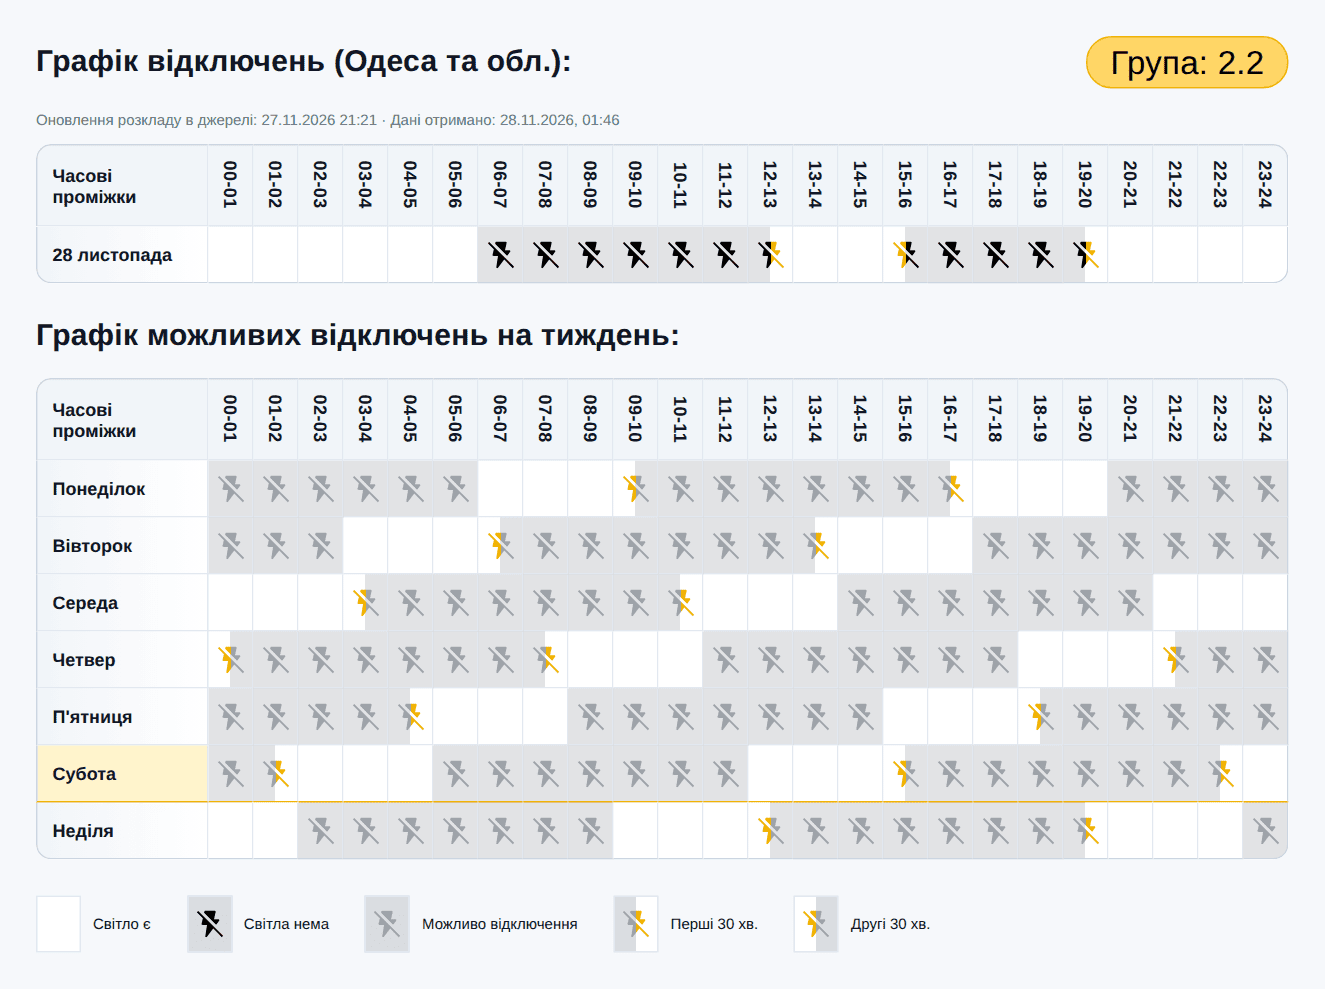 Графік відключень (Одеса та обл.):
Група: 2.2
Оновлення розкладу в джерелі: 27.11.2026 21:21 · Дані отримано: 28.11.2026, 01:46
Часові
проміжки
00-01 01-02 02-03 03-04 04-05 05-06 06-07 07-08 08-09 09-10 10-11 11-12 12-13 13-14 14-15 15-16 16-17 17-18 18-19 19-20 20-21 21-22 22-23 23-24
28 листопада
Графік можливих відключень на тиждень:
Часові
проміжки
00-01 01-02 02-03 03-04 04-05 05-06 06-07 07-08 08-09 09-10 10-11 11-12 12-13 13-14 14-15 15-16 16-17 17-18 18-19 19-20 20-21 21-22 22-23 23-24
Понеділок
Вівторок
Середа
Четвер
П'ятниця
Субота
Неділя
Світло є
Світла нема
Можливо відключення
Перші 30 хв.
Другі 30 хв.